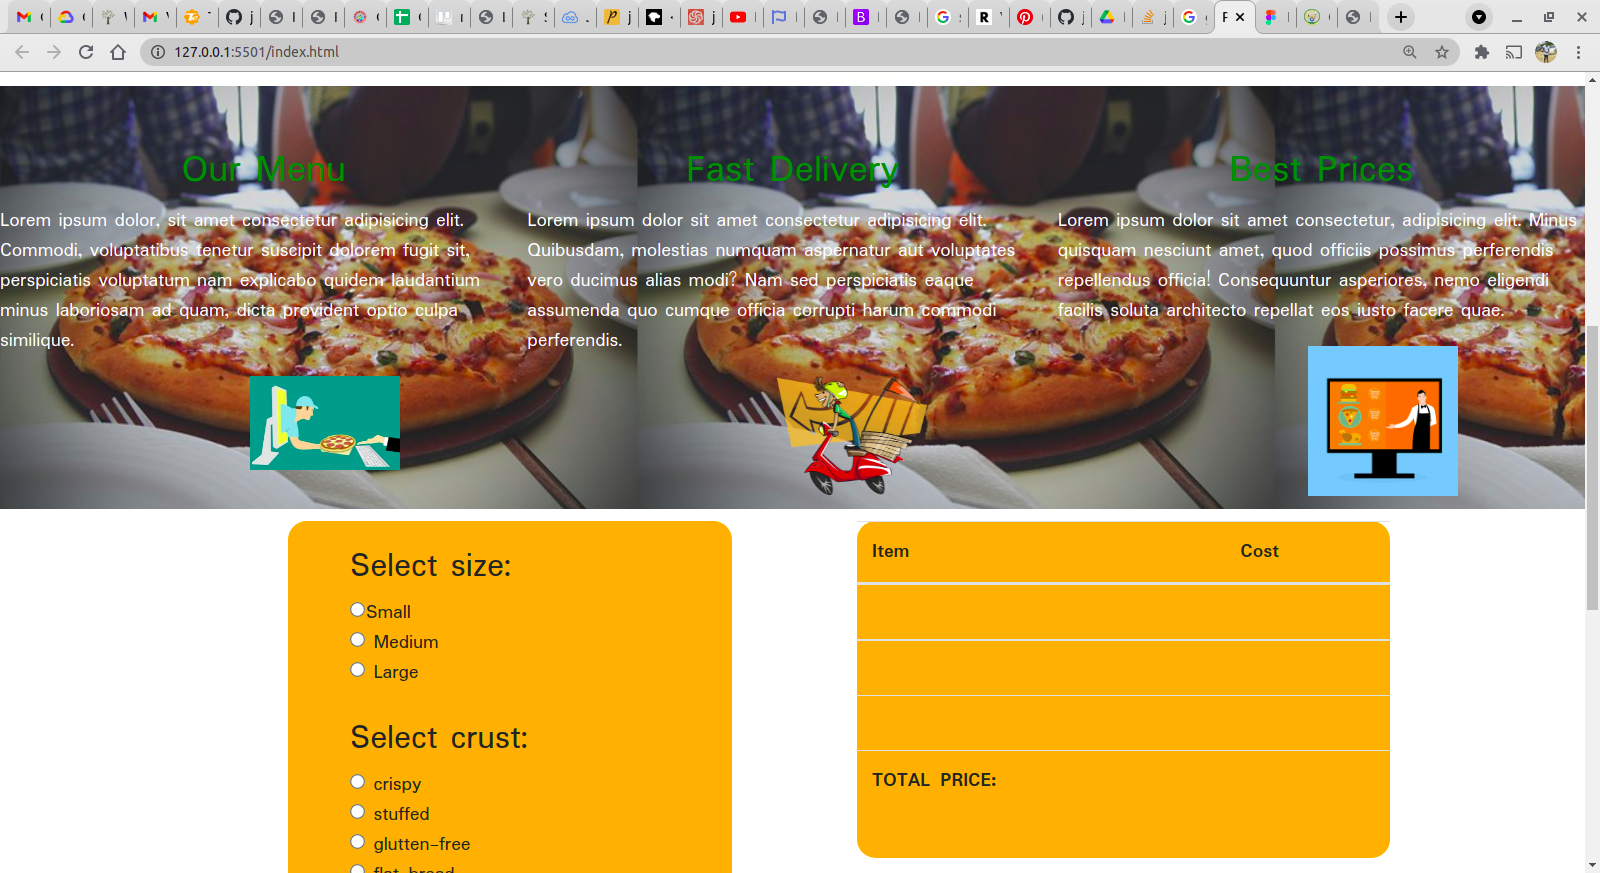 127.0.0.1:5501/index.html
Our Menu
Lorem ipsum dolor, sit amet consectetur adipisicing elit.
Commodi, voluptatibus tenetur suscipit dolorem fugit sit,
perspiciatis voluptatum nam explicabo quidem laudantium
minus laboriosam ad quam, dicta provident optio culpa
similique.
Fast Delivery
Lorem ipsum dolor sit amet consectetur adipisicing elit.
Quibusdam, molestias numquam aspernatur aut voluptates
vero ducimus alias modi? Nam sed perspiciatis eaque
assumenda quo cumque officia corrupti harum commodi
perferendis.
Best Prices
Lorem ipsum dolor sit amet consectetur, adipisicing elit. Minus
quisquam nesciunt amet, quod officiis possimus perferendis
repellendus officia! Consequuntur asperiores, nemo eligendi
facilis soluta architecto repellat eos iusto facere quae.
Select size:
Small
Medium
Large
Select crust:
crispy
stuffed
glutten-free
flat-bread
Item Cost
TOTAL PRICE: